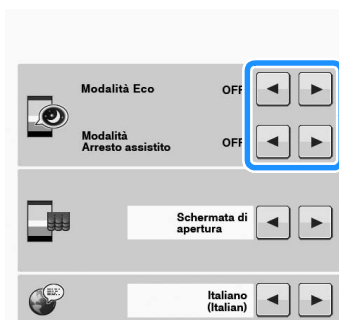 Modalità Eco OFF
Modalità
Arresto assistito OFF
Schermata di
apertura
Italiano
(Italian)